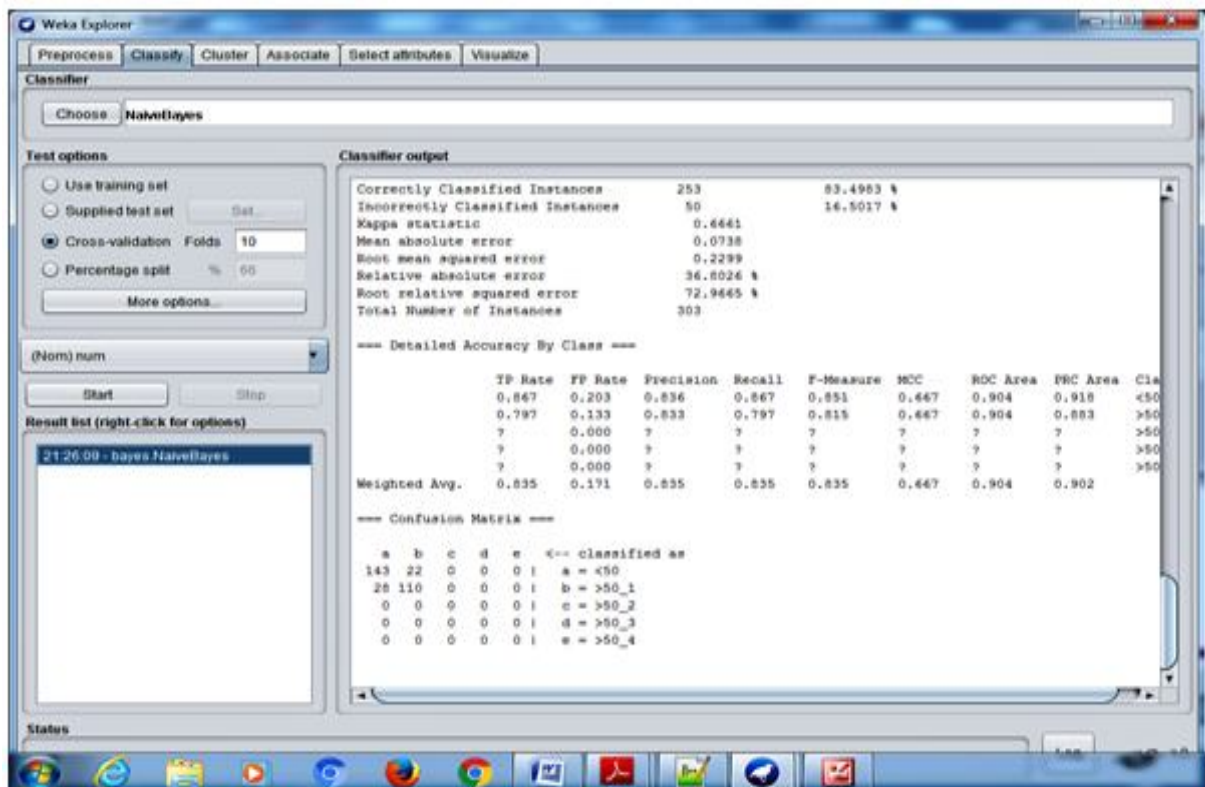 Weka Explorer
Preprocess Classify Cluster Associate Select attributes Visualize
Classifier
Choose NaiveBayes
Test options
Use training set
Supplied test set Set...
Cross-validation Folds 10
Percentage split % 66
More options...
(Nom) num
Start Stop
Result list (right-click for options)
21:26:09 - bayes.NaiveBayes
Classifier output
Correctly Classified Instances 253 83.4983 %
Incorrectly Classified Instances 50 16.5017 %
Kappa statistic 0.6661
Mean absolute error 0.0738
Root mean squared error 0.2299
Relative absolute error 36.8026 %
Root relative squared error 72.9665 %
Total Number of Instances 303
=== Detailed Accuracy By Class ===
TP Rate FP Rate Precision Recall F-Measure MCC ROC Area PRC Area Cla
0.867 0.203 0.836 0.867 0.851 0.667 0.904 0.918 <50
0.797 0.133 0.833 0.797 0.815 0.667 0.904 0.883 >50
? 0.000 ? ? ? ? ? ? >50
? 0.000 ? ? ? ? ? ? >50
? 0.000 ? ? ? ? ? ? >50
Weighted Avg. 0.835 0.171 0.835 0.835 0.835 0.667 0.904 0.902
=== Confusion Matrix ===
a b c d e <-- classified as
143 22 0 0 0 | a = <50
28 110 0 0 0 | b = >50_1
0 0 0 0 0 | c = >50_2
0 0 0 0 0 | d = >50_3
0 0 0 0 0 | e = >50_4
Status